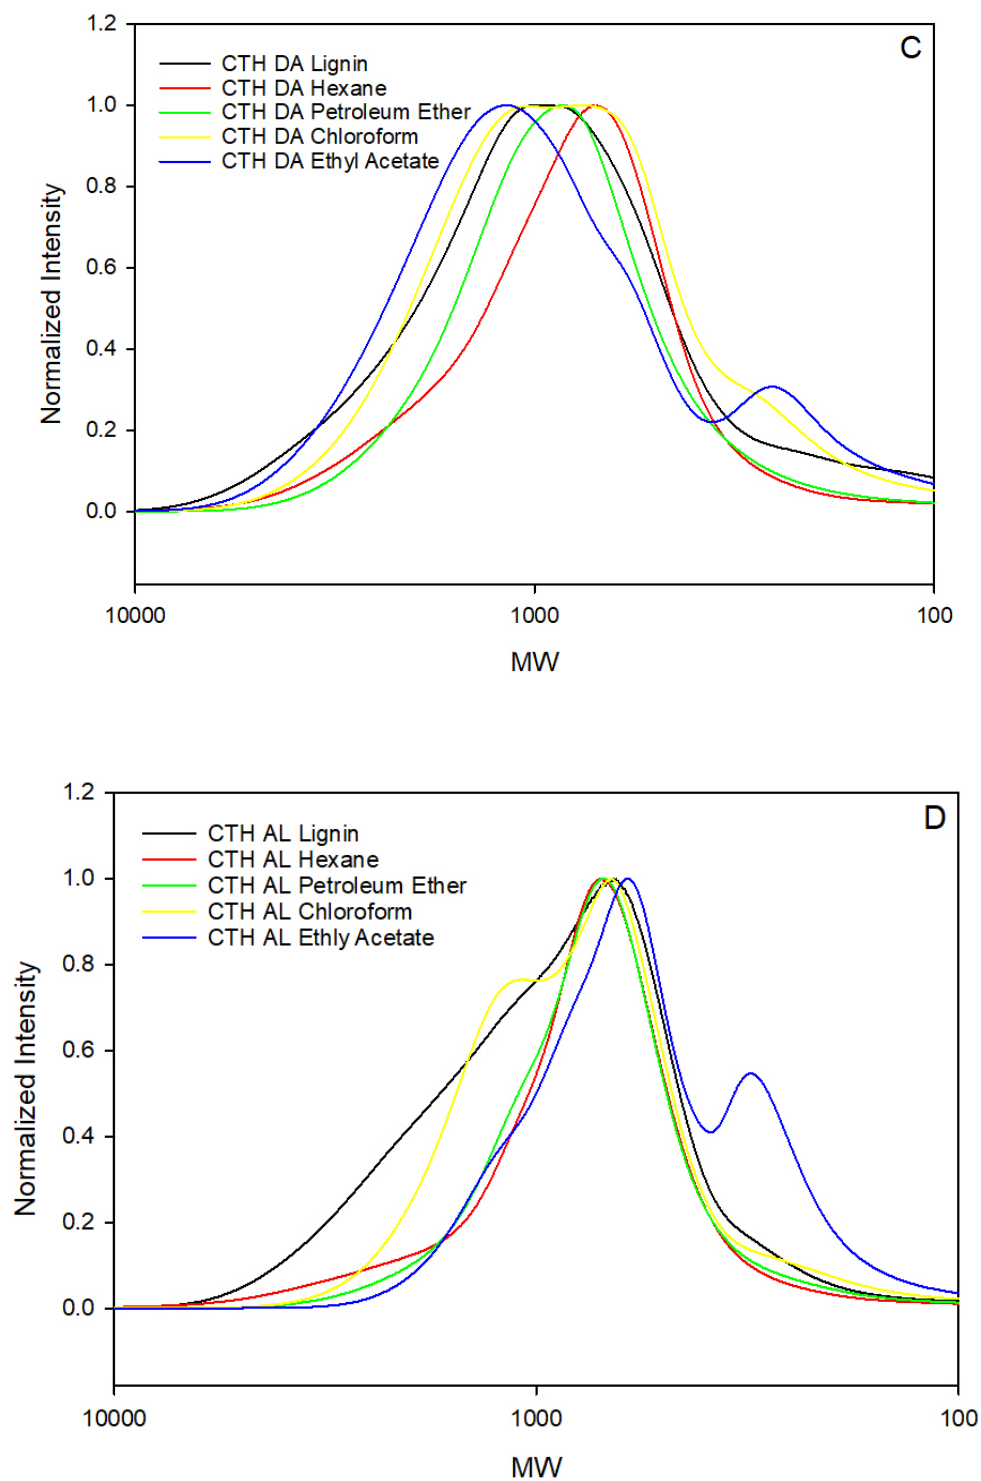 1.2
C
CTH DA Lignin
CTH DA Hexane
1.0
CTH DA Petroleum Ether
CTH DA Chloroform
CTH DA Ethyl Acetate
0.8
0.6
0.4
0.2
0.0
Normalized Intensity
10000
1000
100
MW
1.2
D
CTH AL Lignin
CTH AL Hexane
1.0
CTH AL Petroleum Ether
CTH AL Chloroform
CTH AL Ethly Acetate
0.8
0.6
0.4
0.2
0.0
Normalized Intensity
10000
1000
100
MW